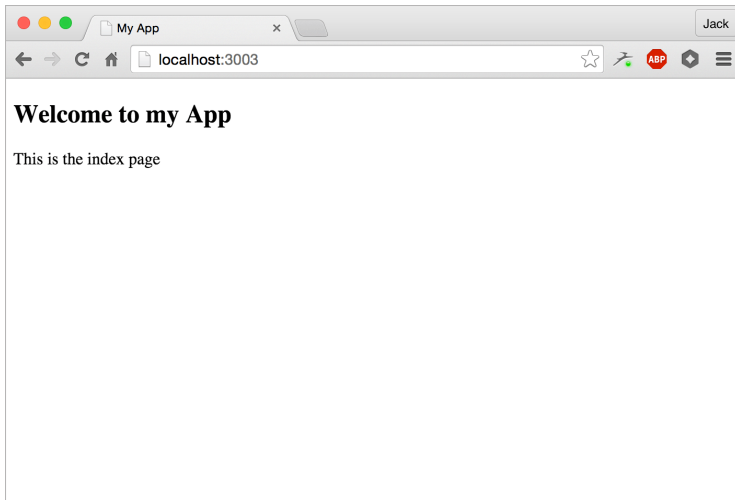 My App
Jack
localhost:3003
ABP
Welcome to my App
This is the index page